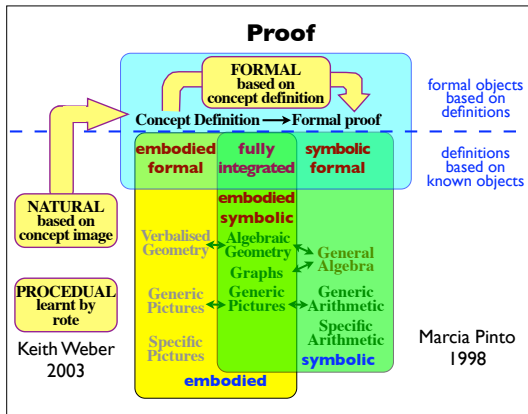 Proof
FORMAL
based on
concept definition
Concept Definition → Formal proof
formal objects
based on
definitions
definitions
based on
known objects
embodied
formal
fully
integrated
symbolic
formal
NATURAL
based on
concept image
embodied
symbolic
Verbalised
Geometry
Algebraic
Geometry
Graphs
General
Algebra
PROCEDUAL
learnt by
rote
Generic
Pictures
Generic
Pictures
Generic
Arithmetic
Specific
Pictures
Specific
Arithmetic
Keith Weber
2003
symbolic
embodied
Marcia Pinto
1998